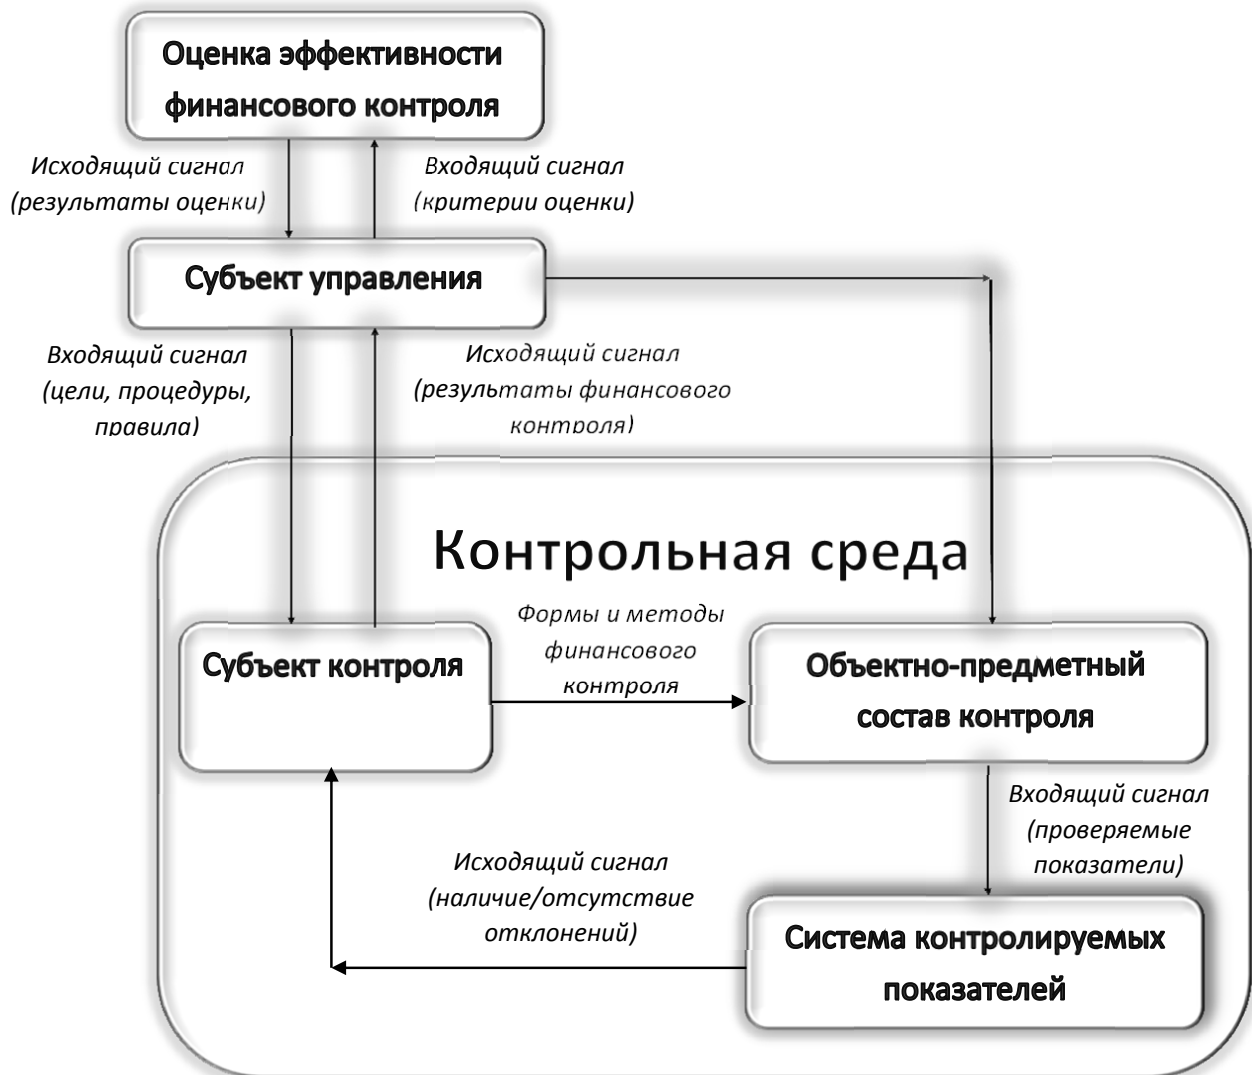 Оценка эффективности
финансового контроля
Исходящий сигнал
(результаты оценки)
Входящий сигнал
(критерии оценки)
Субъект управления
Входящий сигнал
(цели, процедуры,
правила)
Исходящий сигнал
(результаты финансового
контроля)
Контрольная среда
Субъект контроля
Формы и методы
финансового
контроля
Объектно-предметный
состав контроля
Входящий сигнал
(проверяемые
показатели)
Исходящий сигнал
(наличие/отсутствие
отклонений)
Система контролируемых
показателей